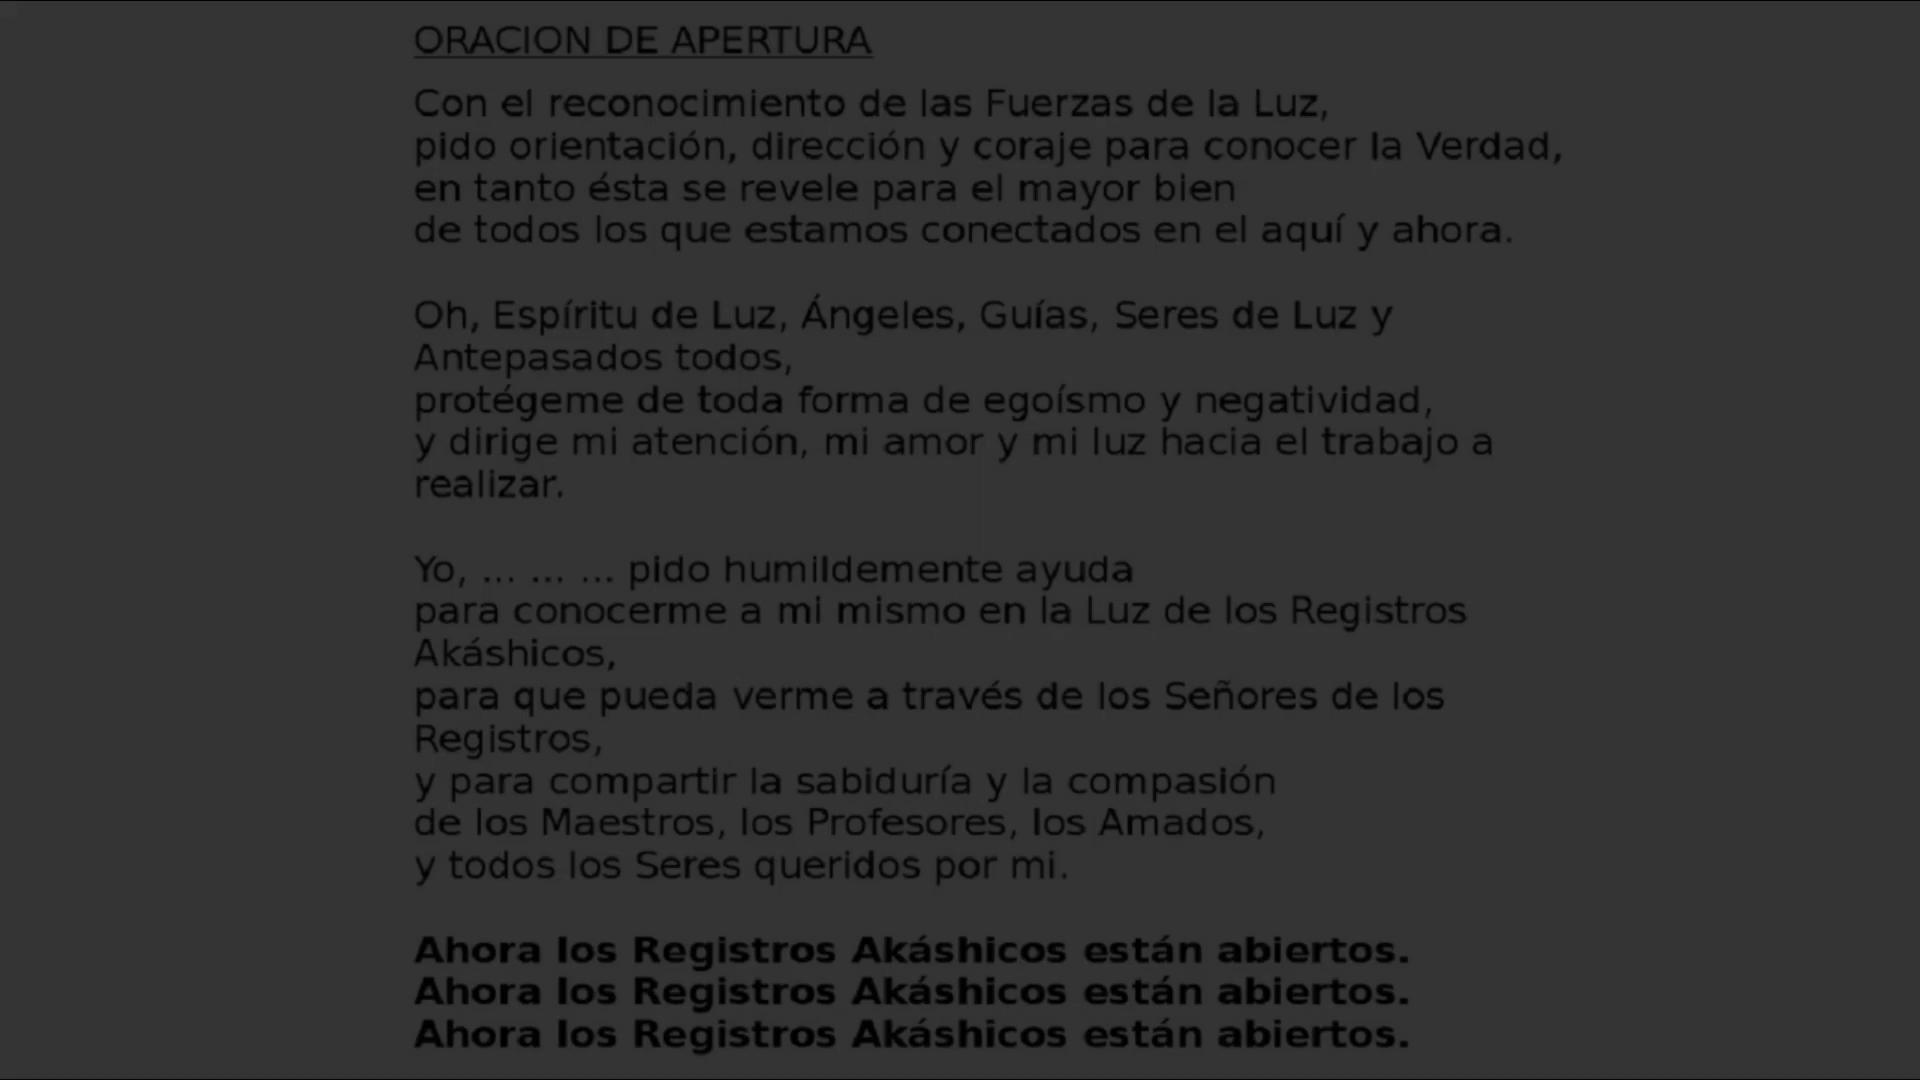 ORACION DE APERTURA
Con el reconocimiento de las Fuerzas de la Luz,
pido orientación, dirección y coraje para conocer la Verdad,
en tanto ésta se revele para el mayor bien
de todos los que estamos conectados en el aquí y ahora.
Oh, Espíritu de Luz, Ángeles, Guías, Seres de Luz y
Antepasados todos,
protégeme de toda forma de egoísmo y negatividad,
y dirige mi atención, mi amor y mi luz hacia el trabajo a
realizar.
Yo, ... ... ... pido humildemente ayuda
para conocerme a mi mismo en la Luz de los Registros
Akáshicos,
para que pueda verme a través de los Señores de los
Registros,
y para compartir la sabiduría y la compasión
de los Maestros, los Profesores, los Amados,
y todos los Seres queridos por mi.
Ahora los Registros Akáshicos están abiertos.
Ahora los Registros Akáshicos están abiertos.
Ahora los Registros Akáshicos están abiertos.